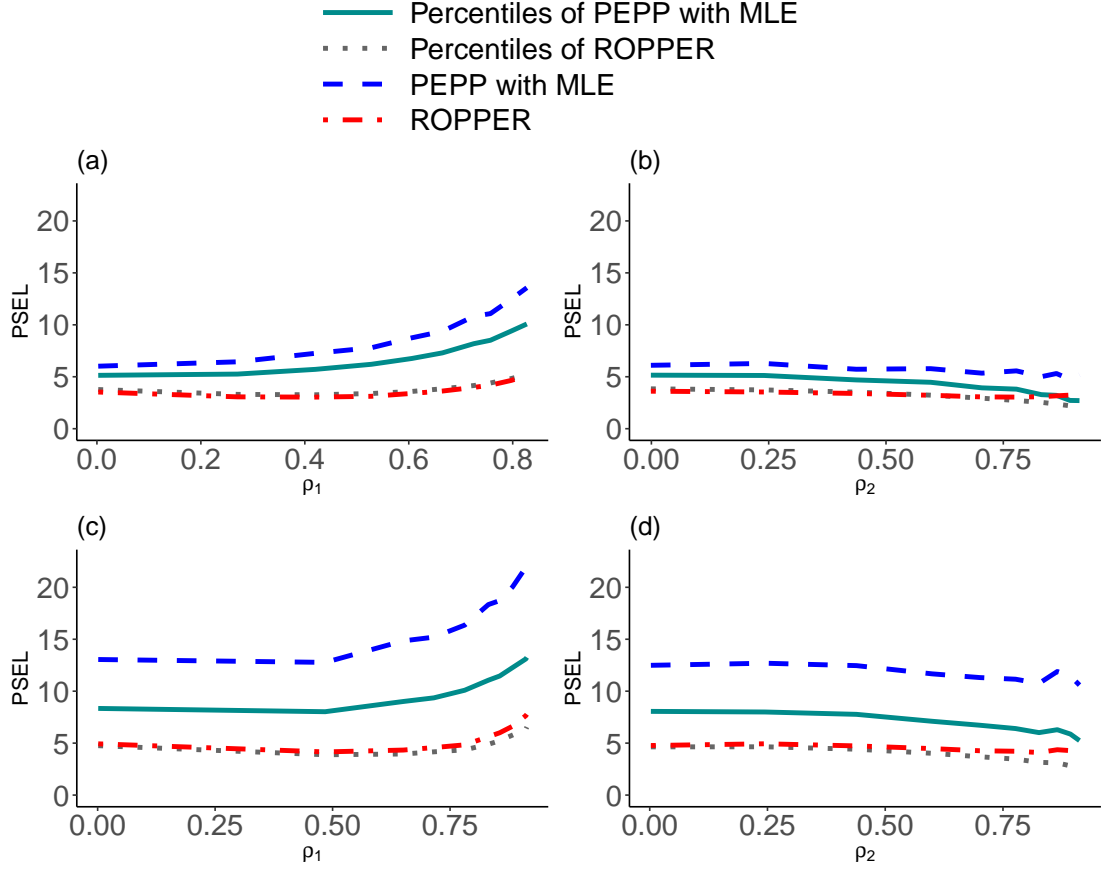 Percentiles of PEPP with MLE
Percentiles of ROPPER
PEPP with MLE
ROPPER
(a)
PSEL
20
15
10
5
0
0.0 0.2 0.4 0.6 0.8
ρ1
(b)
PSEL
20
15
10
5
0
0.00 0.25 0.50 0.75
ρ2
(c)
PSEL
20
15
10
5
0
0.00 0.25 0.50 0.75
ρ1
(d)
PSEL
20
15
10
5
0
0.00 0.25 0.50 0.75
ρ2